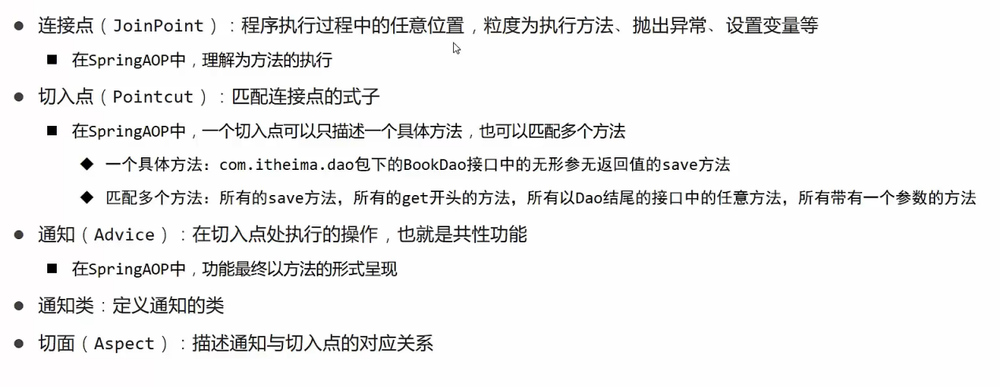 ● 连接点（JoinPoint）：程序执行过程中的任意位置，粒度为执行方法、抛出异常、设置变量等
■ 在SpringAOP中，理解为方法的执行
● 切入点（Pointcut）：匹配连接点的式子
■ 在SpringAOP中，一个切入点可以只描述一个具体方法，也可以匹配多个方法
◆ 一个具体方法：com.itheima.dao包下的BookDao接口中的无形参无返回值的save方法
◆ 匹配多个方法：所有的save方法，所有的get开头的方法，所有以Dao结尾的接口中的任意方法，所有带有一个参数的方法
● 通知（Advice）：在切入点处执行的操作，也就是共性功能
■ 在SpringAOP中，功能最终以方法的形式呈现
● 通知类：定义通知的类
● 切面（Aspect）：描述通知与切入点的对应关系